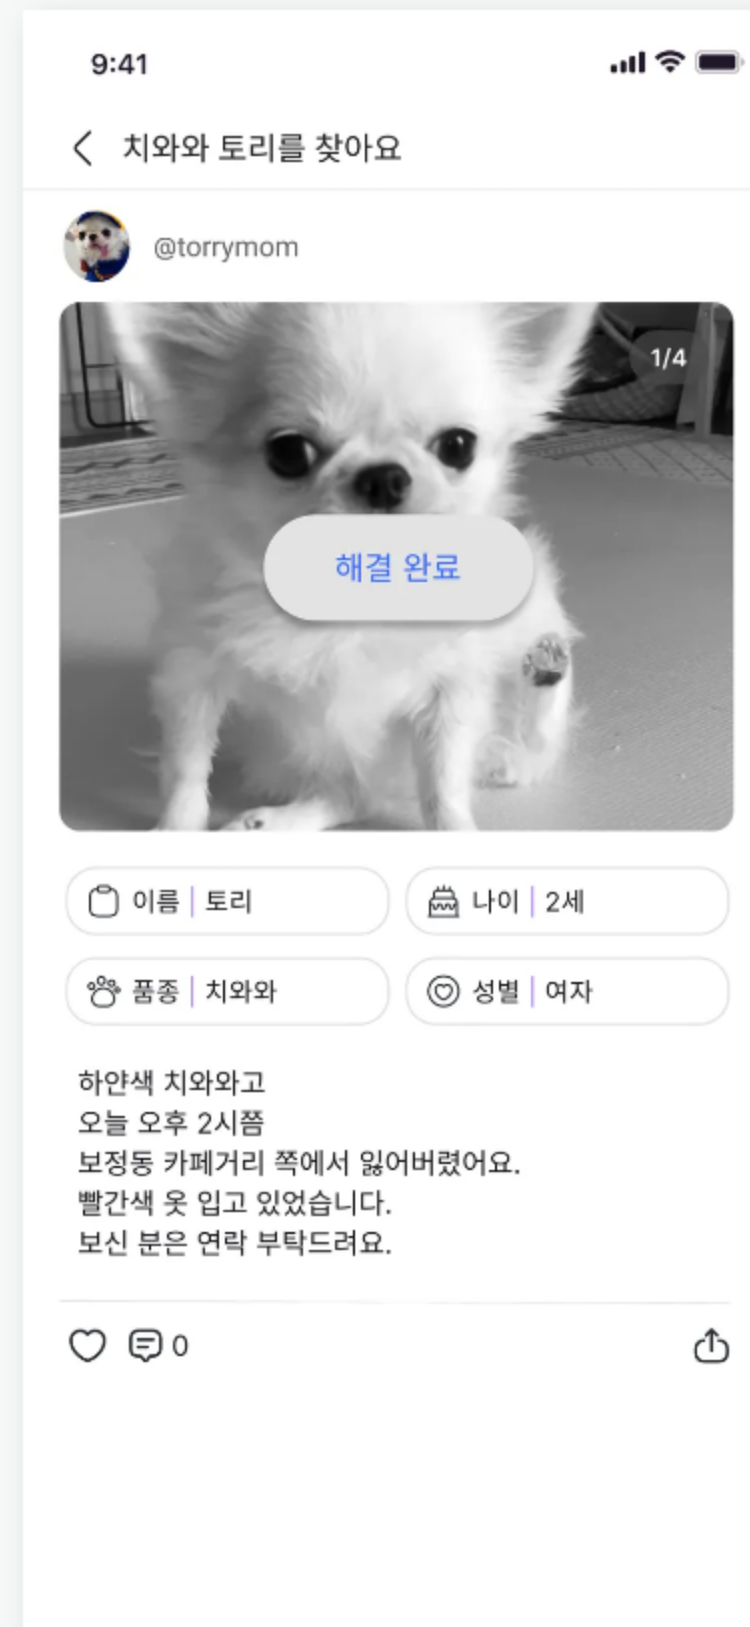 9:41
치와와 토리를 찾아요
@torrymom
1/4
해결 완료
이름 | 토리
나이 | 2세
품종 | 치와와
성별 | 여자
하얀색 치와와고
오늘 오후 2시쯤
보정동 카페거리 쪽에서 잃어버렸어요.
빨간색 옷 입고 있었습니다.
보신 분은 연락 부탁드려요.
0